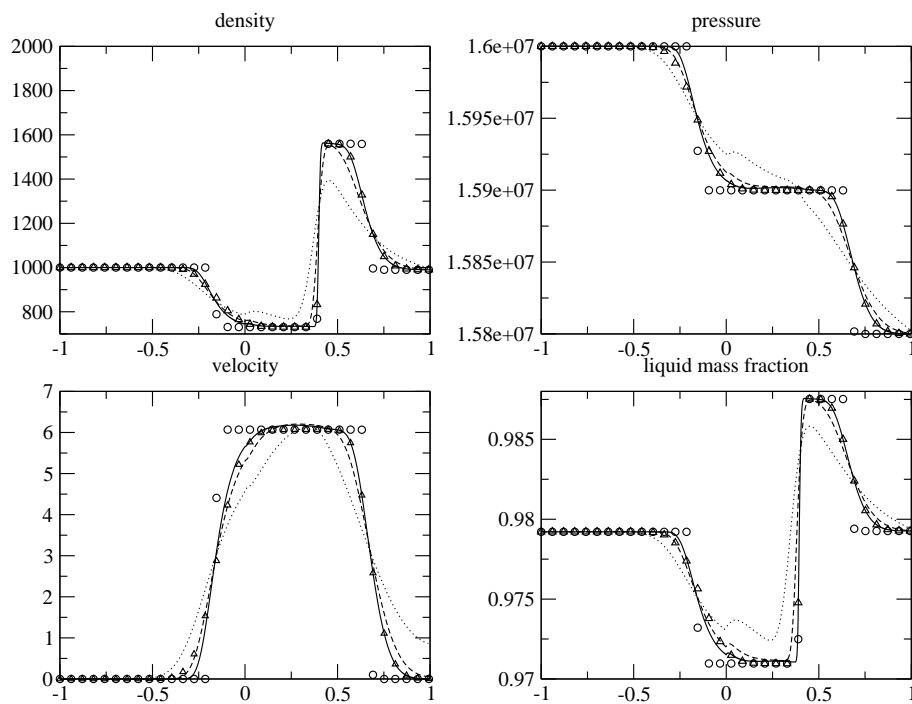 density
2000
1800
1600
1400
1200
1000
800
-1 -0.5 0 0.5 1
pressure
1.6e+07
1.595e+07
1.59e+07
1.585e+07
1.58e+07
-1 -0.5 0 0.5 1
velocity
7
6
5
4
3
2
1
0
-1 -0.5 0 0.5 1
liquid mass fraction
0.985
0.98
0.975
0.97
-1 -0.5 0 0.5 1